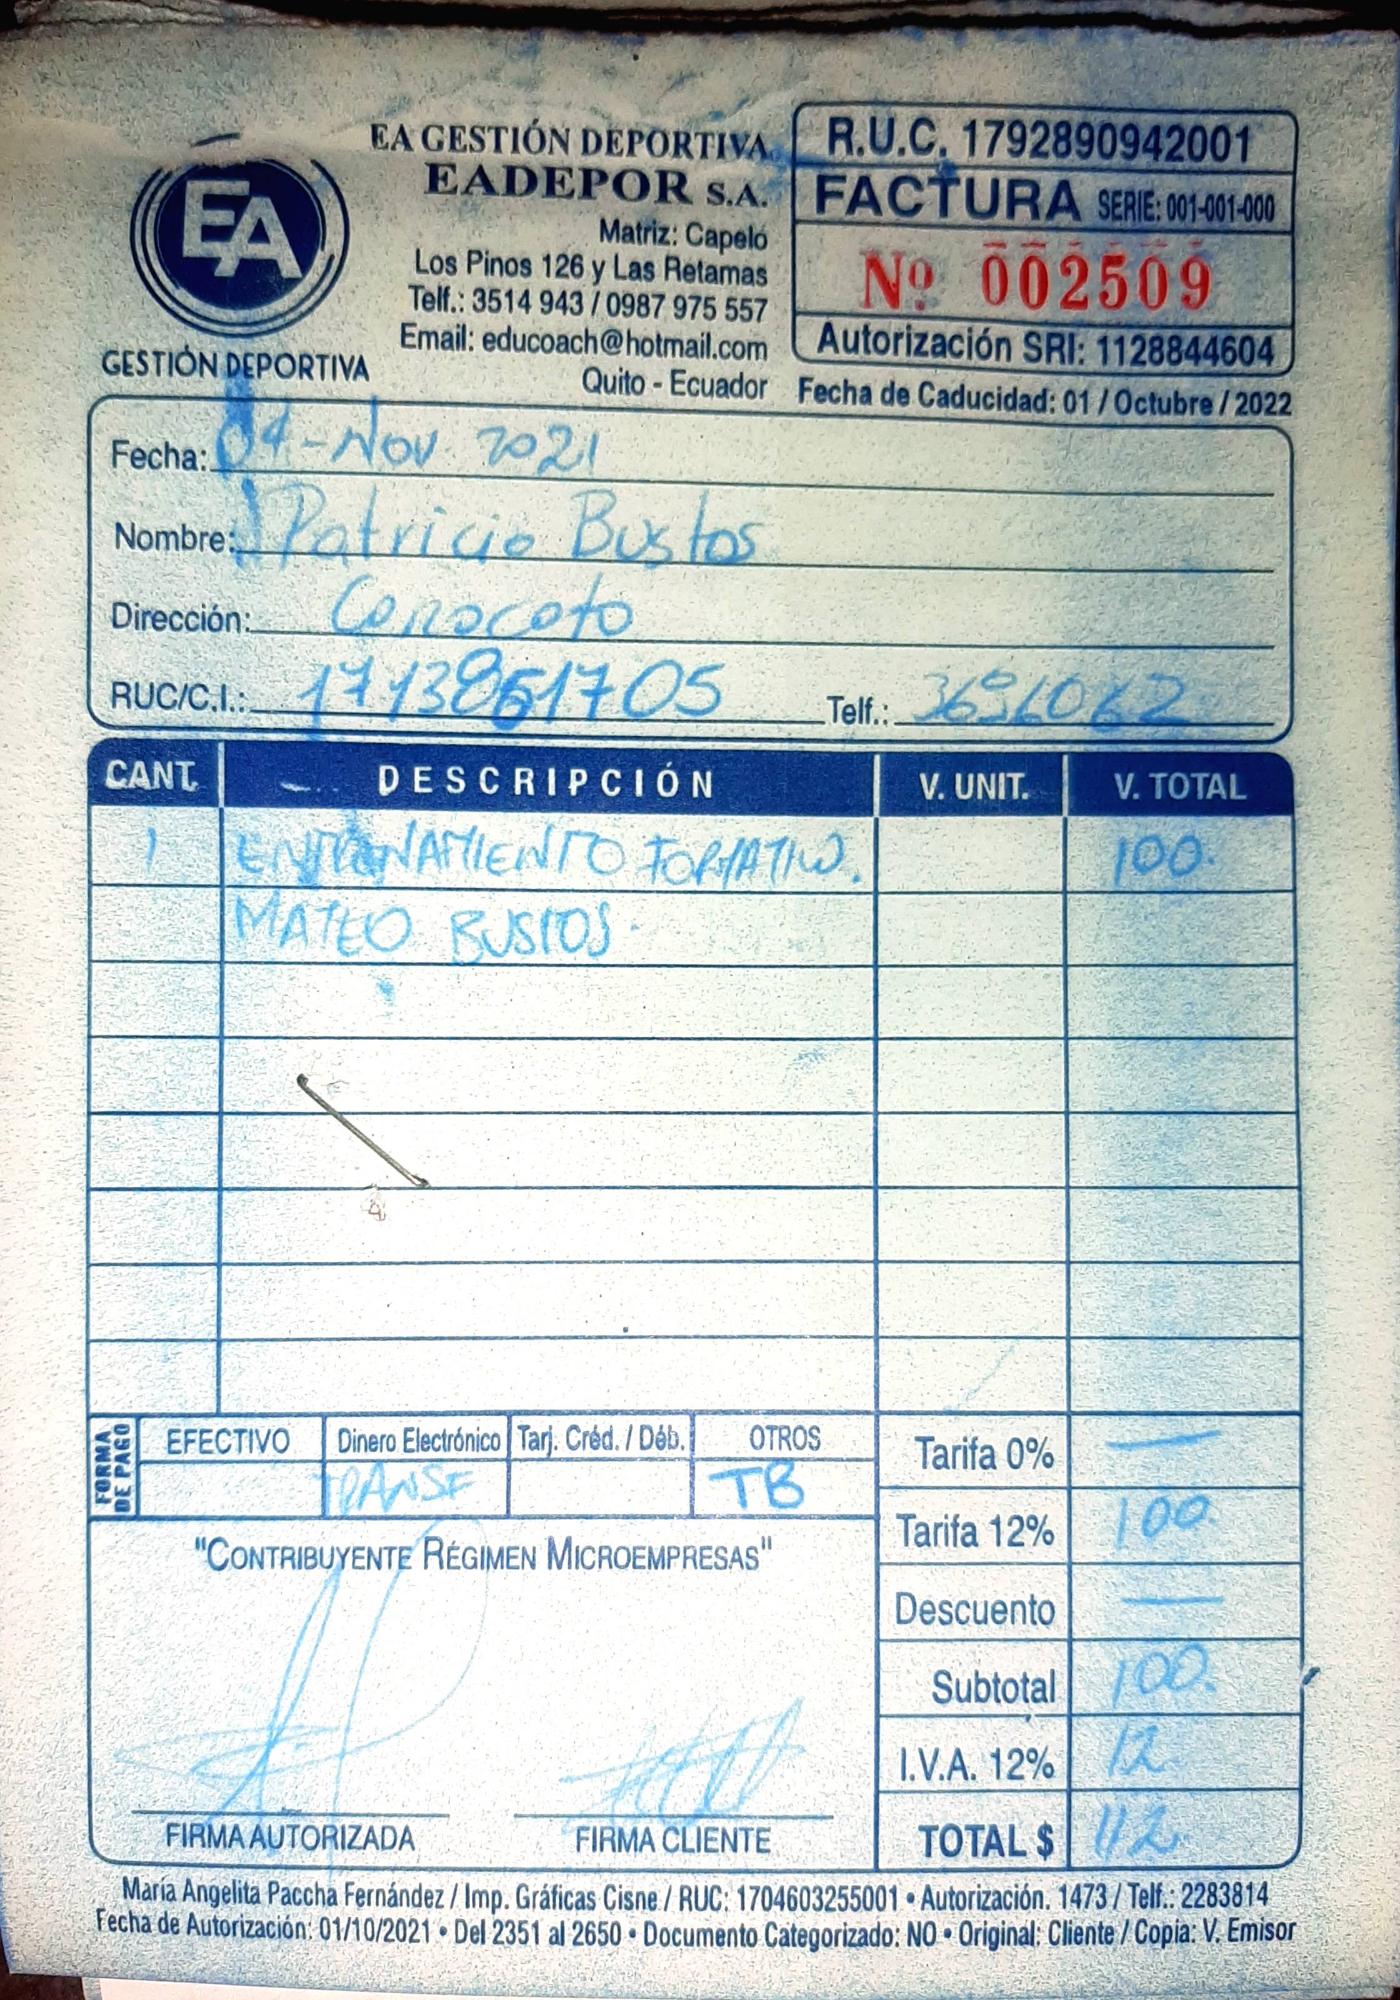 EA
GESTIÓN DEPORTIVA
EA GESTIÓN DEPORTIVA
EADEPOR S.A.
Matriz: Capelo
Los Pinos 126 y Las Retamas
Telf.: 3514 943 / 0987 975 557
Email: educoach@hotmail.com
Quito - Ecuador
R.U.C. 1792890942001
FACTURA SERIE: 001-001-000
Nº 002509
Autorización SRI: 1128844604
Fecha de Caducidad: 01 / Octubre / 2022
Fecha: 04-Nov 2021
Nombre: Patricio Bustos
Dirección: Conocoto
RUC/C.I.: 1713861705 Telf.:
CANT. DESCRIPCIÓN V. UNIT. V. TOTAL
1 ENTRENAMIENTO FORMATIVO. 100.
MATEO BUSTOS.
FORMA DE PAGO
EFECTIVO Dinero Electrónico Tarj. Créd. / Déb. OTROS
TRANSF TB
Tarifa 0% —
Tarifa 12% 100.
Descuento —
Subtotal 100.
I.V.A. 12% 12
TOTAL $ 112.
"CONTRIBUYENTE RÉGIMEN MICROEMPRESAS"
FIRMA AUTORIZADA FIRMA CLIENTE
María Angelita Paccha Fernández / Imp. Gráficas Cisne / RUC: 1704603255001 • Autorización. 1473 / Telf.: 2283814
Fecha de Autorización: 01/10/2021 • Del 2351 al 2650 • Documento Categorizado: NO • Original: Cliente / Copia: V. Emisor